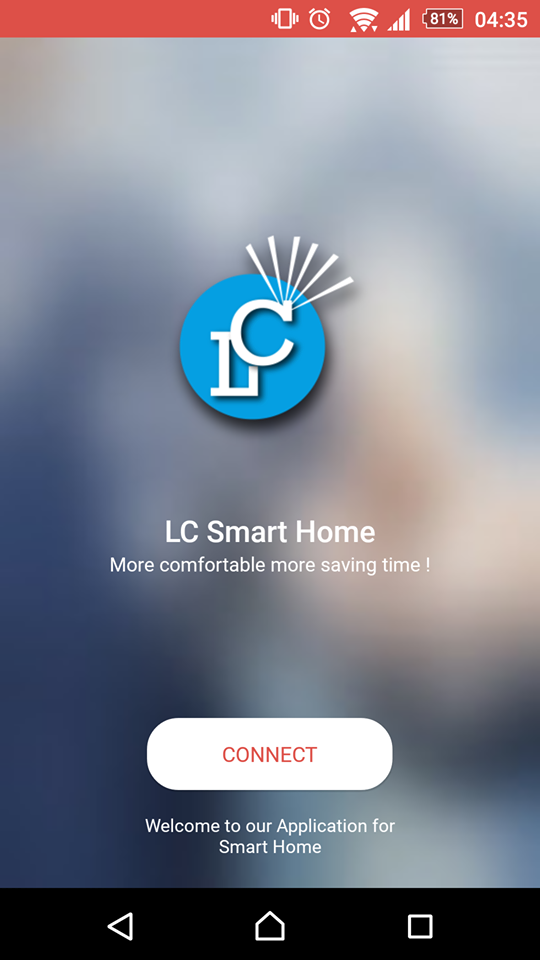 81% 04:35
LC
LC Smart Home
More comfortable more saving time !
CONNECT
Welcome to our Application for
Smart Home